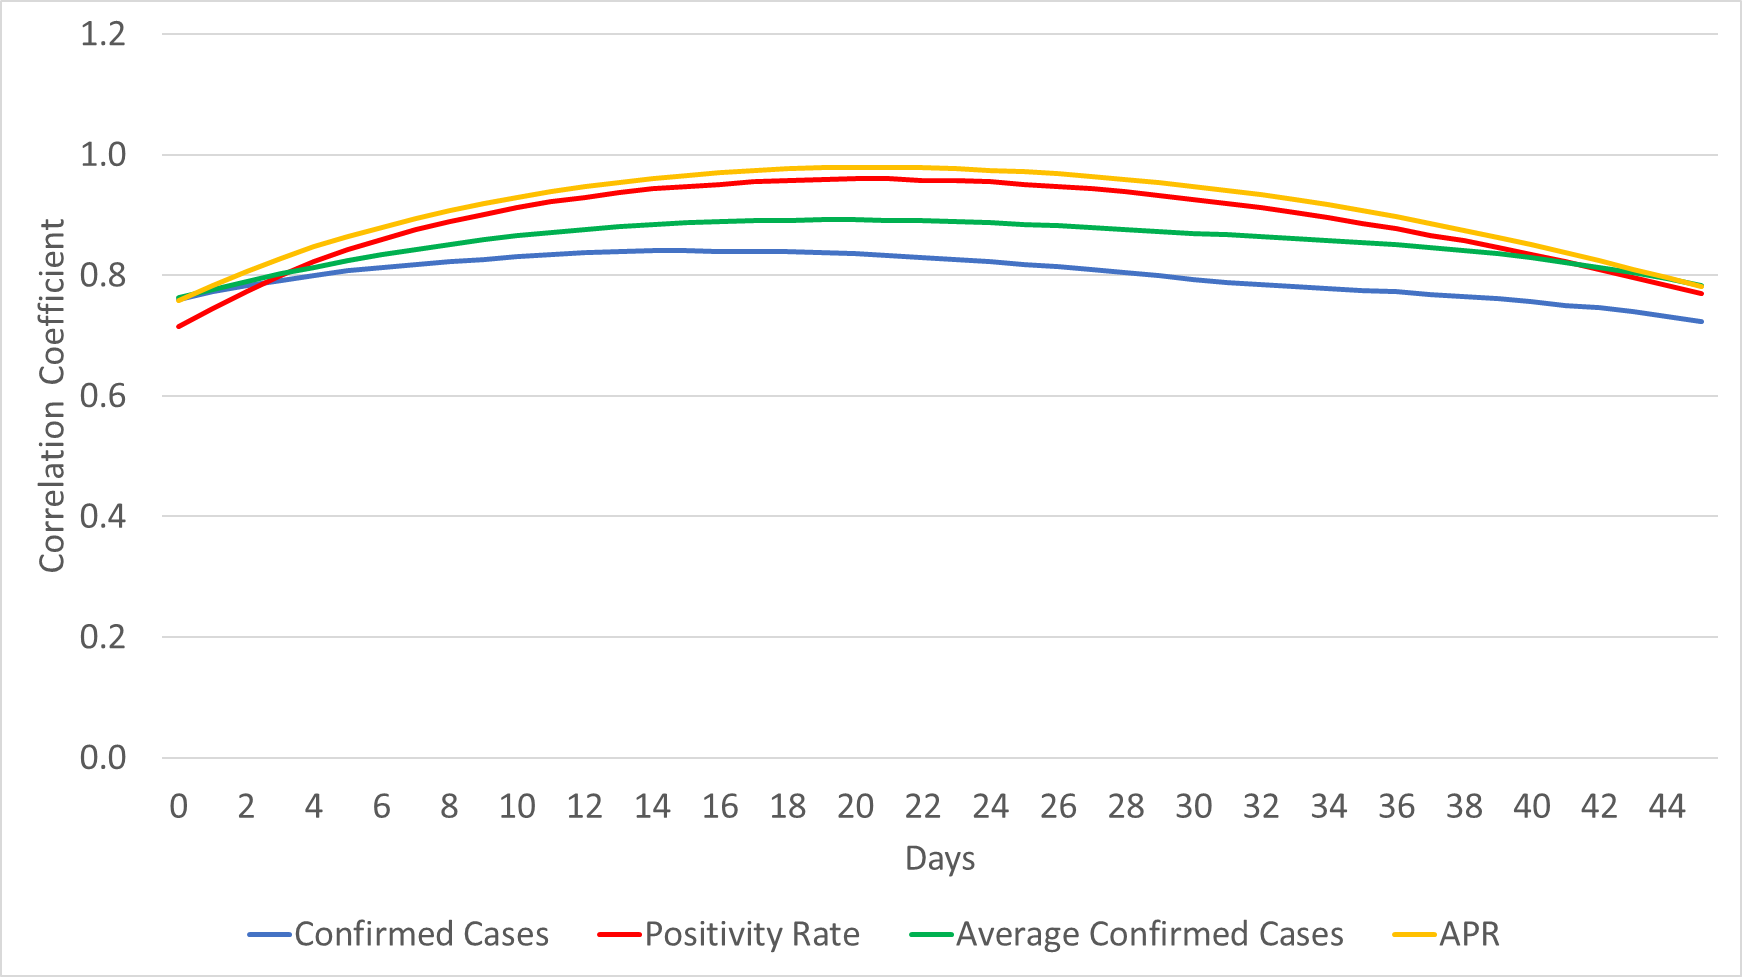 1.2
1.0
0.8
0.6
0.4
0.2
0.0
Correlation Coefficient
0 2 4 6 8 10 12 14 16 18 20 22 24 26 28 30 32 34 36 38 40 42 44
Days
Confirmed Cases Positivity Rate Average Confirmed Cases APR